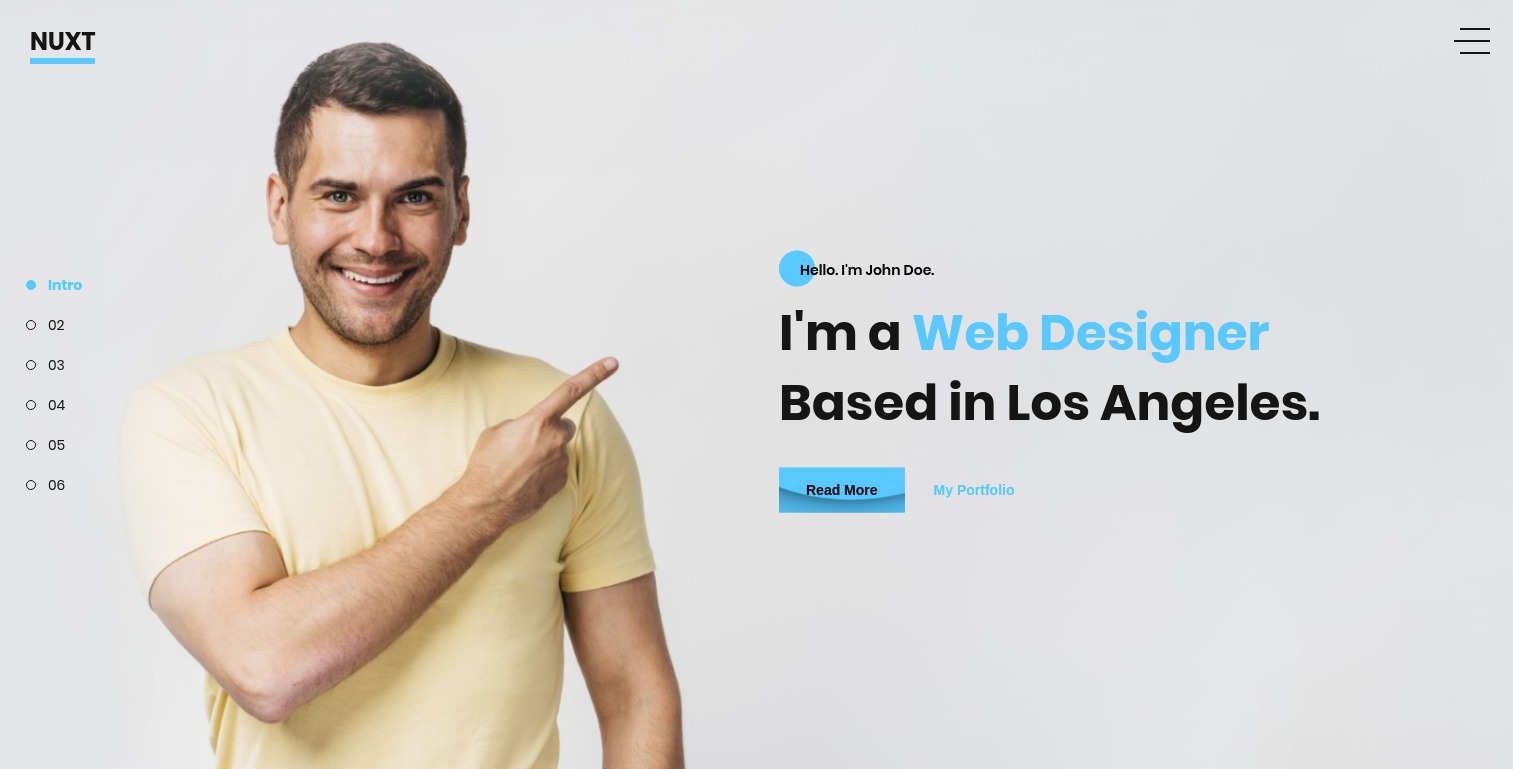 NUXT
Intro
02
03
04
05
06
Hello. I'm John Doe.
I'm a Web Designer
Based in Los Angeles.
Read More
My Portfolio